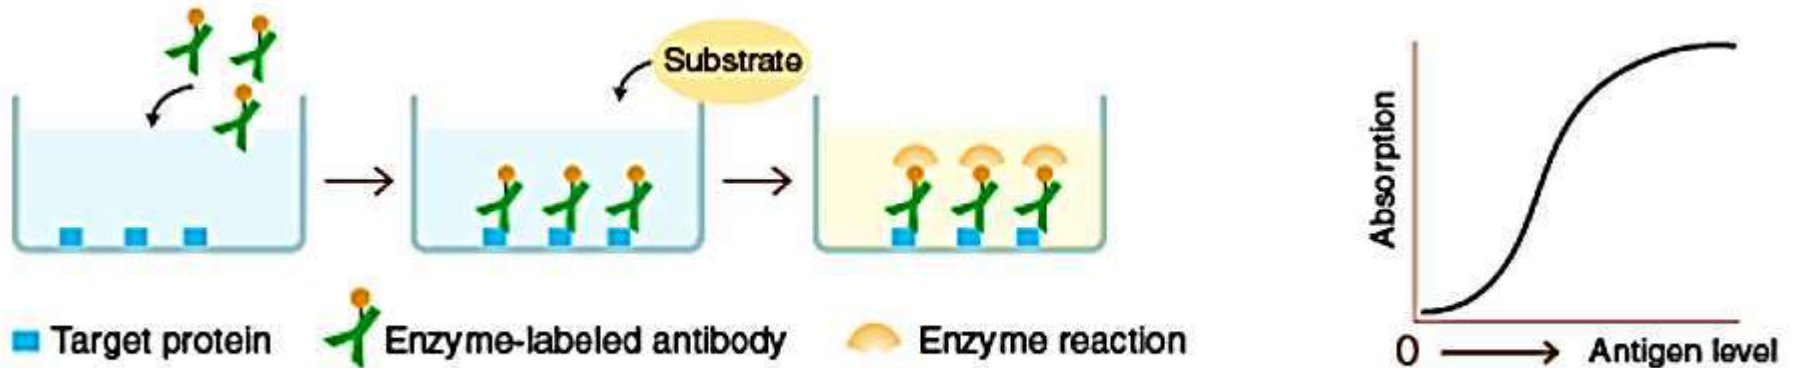 Substrate
Target protein
Enzyme-labeled antibody
Enzyme reaction
Absorption
0
Antigen level